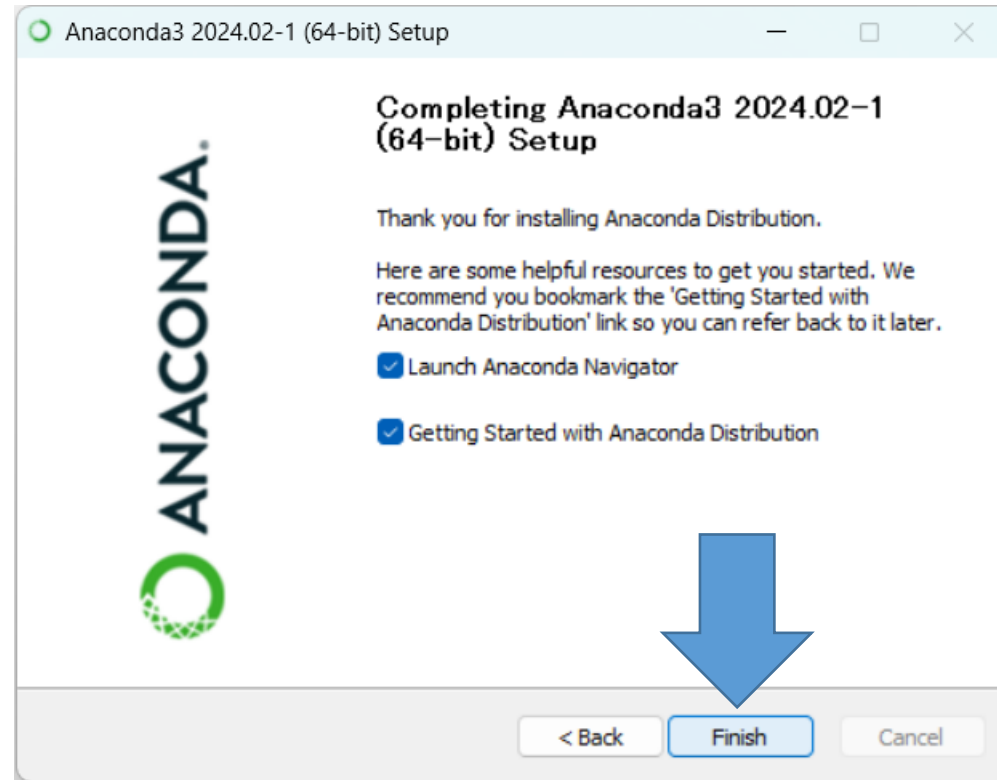 Anaconda3 2024.02-1 (64-bit) Setup
ANACONDA.
Completing Anaconda3 2024.02-1
(64-bit) Setup
Thank you for installing Anaconda Distribution.
Here are some helpful resources to get you started. We
recommend you bookmark the 'Getting Started with
Anaconda Distribution' link so you can refer back to it later.
Launch Anaconda Navigator
Getting Started with Anaconda Distribution
< Back Finish Cancel